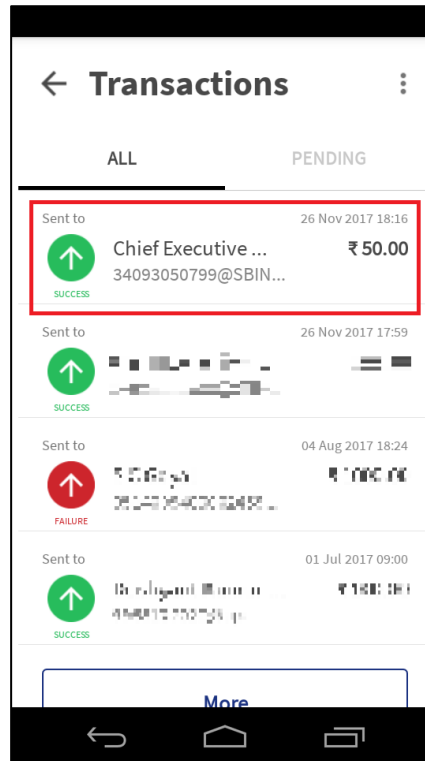 Transactions
ALL PENDING
Sent to 26 Nov 2017 18:16
Chief Executive ... ₹ 50.00
34093050799@SBIN...
SUCCESS
Sent to 26 Nov 2017 17:59
SUCCESS
Sent to 04 Aug 2017 18:24
FAILURE
Sent to 01 Jul 2017 09:00
SUCCESS
More